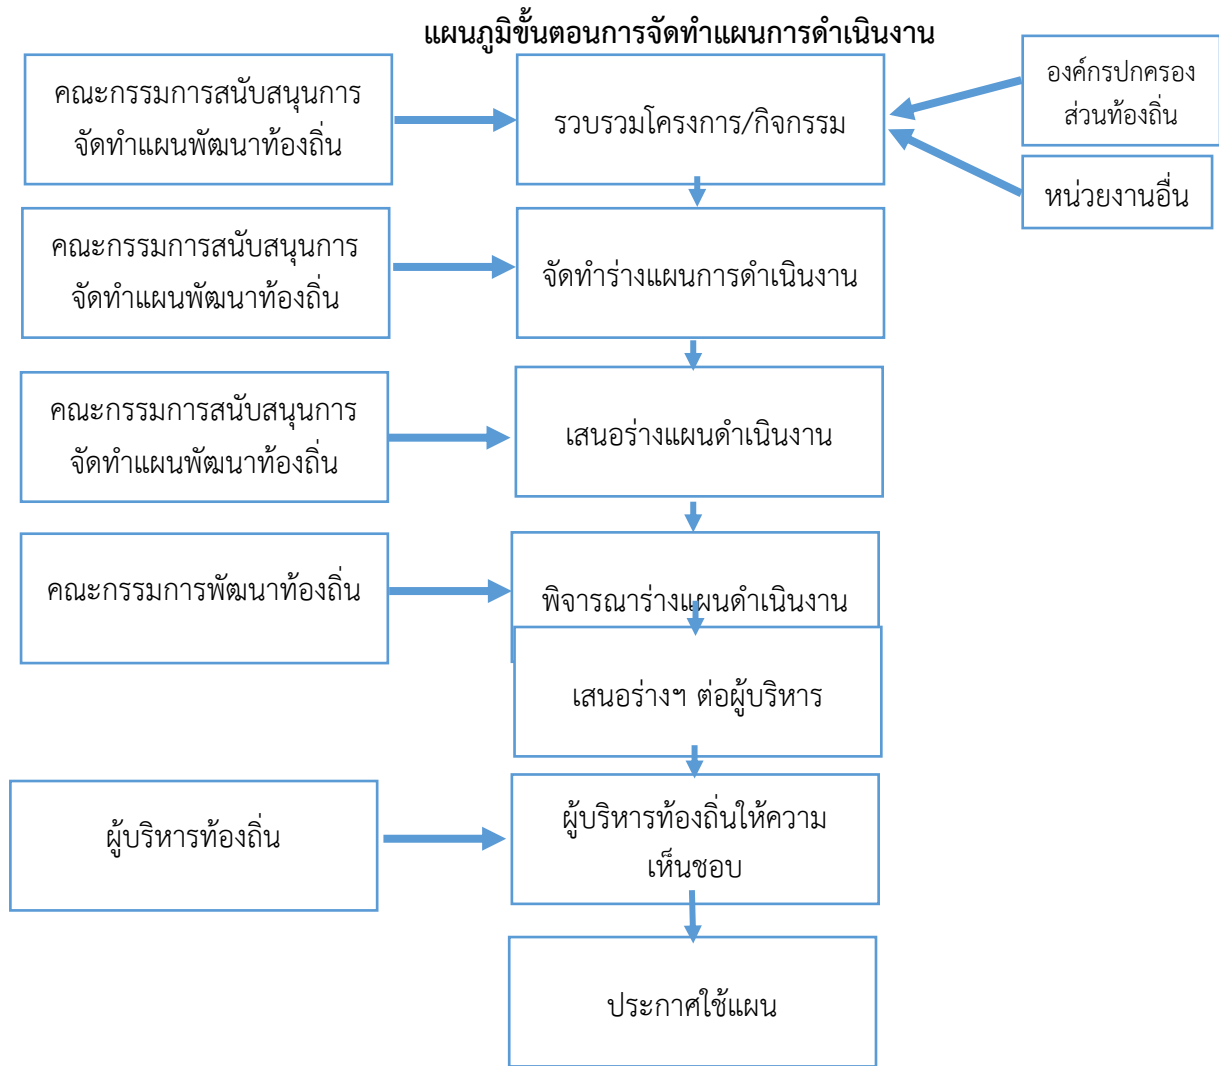 แผนภูมิขั้นตอนการจัดทำแผนการดำเนินงาน
คณะกรรมการสนับสนุนการ
จัดทำแผนพัฒนาท้องถิ่น
รวบรวมโครงการ/กิจกรรม
องค์กรปกครอง
ส่วนท้องถิ่น
หน่วยงานอื่น
คณะกรรมการสนับสนุนการ
จัดทำแผนพัฒนาท้องถิ่น
จัดทำร่างแผนการดำเนินงาน
คณะกรรมการสนับสนุนการ
จัดทำแผนพัฒนาท้องถิ่น
เสนอร่างแผนดำเนินงาน
คณะกรรมการพัฒนาท้องถิ่น
พิจารณาร่างแผนดำเนินงาน
เสนอร่างฯ ต่อผู้บริหาร
ผู้บริหารท้องถิ่น
ผู้บริหารท้องถิ่นให้ความ
เห็นชอบ
ประกาศใช้แผน